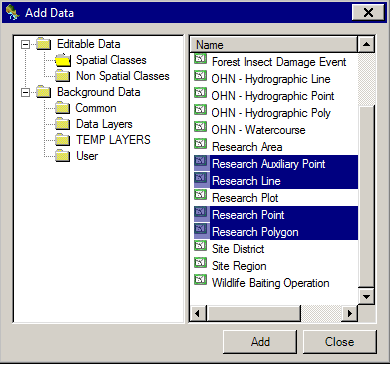 Add Data
Editable Data
Spatial Classes
Non Spatial Classes
Background Data
Common
Data Layers
TEMP LAYERS
User
Name
Forest Insect Damage Event
OHN - Hydrographic Line
OHN - Hydrographic Point
OHN - Hydrographic Poly
OHN - Watercourse
Research Area
Research Auxiliary Point
Research Line
Research Plot
Research Point
Research Polygon
Site District
Site Region
Wildlife Baiting Operation
Add
Close